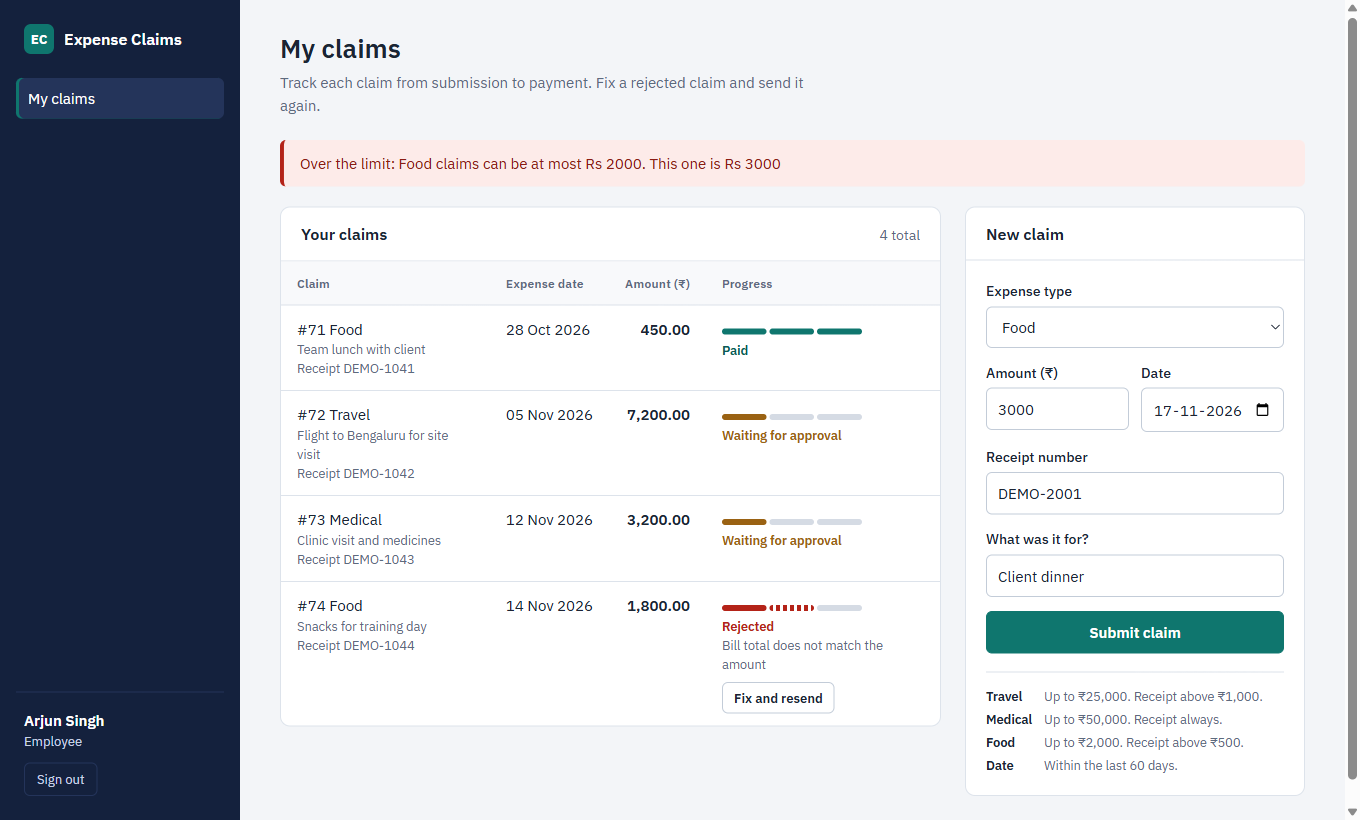 EC Expense Claims
My claims
Arjun Singh
Employee
Sign out
My claims
Track each claim from submission to payment. Fix a rejected claim and send it
again.
Over the limit: Food claims can be at most Rs 2000. This one is Rs 3000
Your claims 4 total
Claim Expense date Amount (₹) Progress
#71 Food 28 Oct 2026 450.00
Team lunch with client Paid
Receipt DEMO-1041
#72 Travel 05 Nov 2026 7,200.00
Flight to Bengaluru for site Waiting for approval
visit
Receipt DEMO-1042
#73 Medical 12 Nov 2026 3,200.00
Clinic visit and medicines Waiting for approval
Receipt DEMO-1043
#74 Food 14 Nov 2026 1,800.00
Snacks for training day Rejected
Receipt DEMO-1044 Bill total does not match the
amount
Fix and resend
New claim
Expense type
Food
Amount (₹) Date
3000 17-11-2026
Receipt number
DEMO-2001
What was it for?
Client dinner
Submit claim
Travel Up to ₹25,000. Receipt above ₹1,000.
Medical Up to ₹50,000. Receipt always.
Food Up to ₹2,000. Receipt above ₹500.
Date Within the last 60 days.